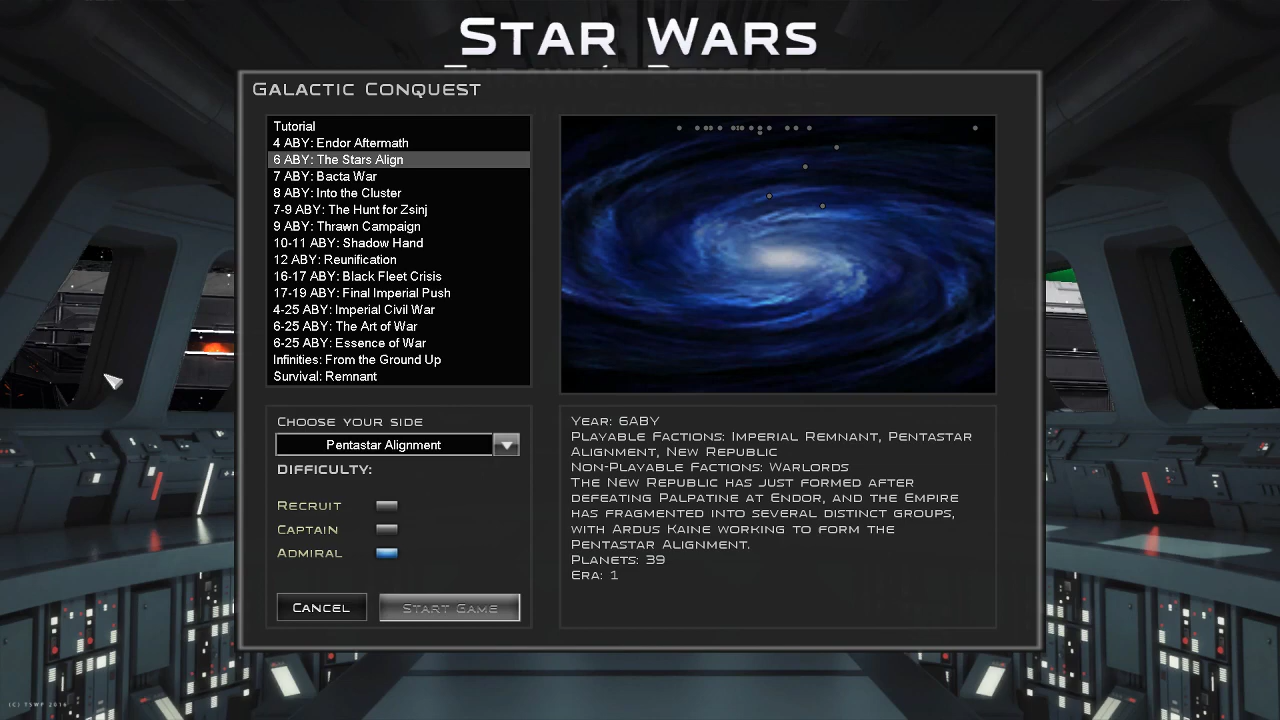 STAR WARS
GALACTIC CONQUEST
Tutorial
4 ABY: Endor Aftermath
6 ABY: The Stars Align
7 ABY: Bacta War
8 ABY: Into the Cluster
7-9 ABY: The Hunt for Zsinj
9 ABY: Thrawn Campaign
10-11 ABY: Shadow Hand
12 ABY: Reunification
16-17 ABY: Black Fleet Crisis
17-19 ABY: Final Imperial Push
4-25 ABY: Imperial Civil War
6-25 ABY: The Art of War
6-25 ABY: Essence of War
Infinities: From the Ground Up
Survival: Remnant
CHOOSE YOUR SIDE
Pentastar Alignment
DIFFICULTY:
RECRUIT
CAPTAIN
ADMIRAL
CANCEL
START GAME
YEAR: 6ABY
PLAYABLE FACTIONS: IMPERIAL REMNANT, PENTASTAR
ALIGNMENT, NEW REPUBLIC
NON-PLAYABLE FACTIONS: WARLORDS
THE NEW REPUBLIC HAS JUST FORMED AFTER
DEFEATING PALPATINE AT ENDOR, AND THE EMPIRE
HAS FRAGMENTED INTO SEVERAL DISTINCT GROUPS,
WITH ARDUS KAINE WORKING TO FORM THE
PENTASTAR ALIGNMENT.
PLANETS: 39
ERA: 1
(C) TSWP 2016